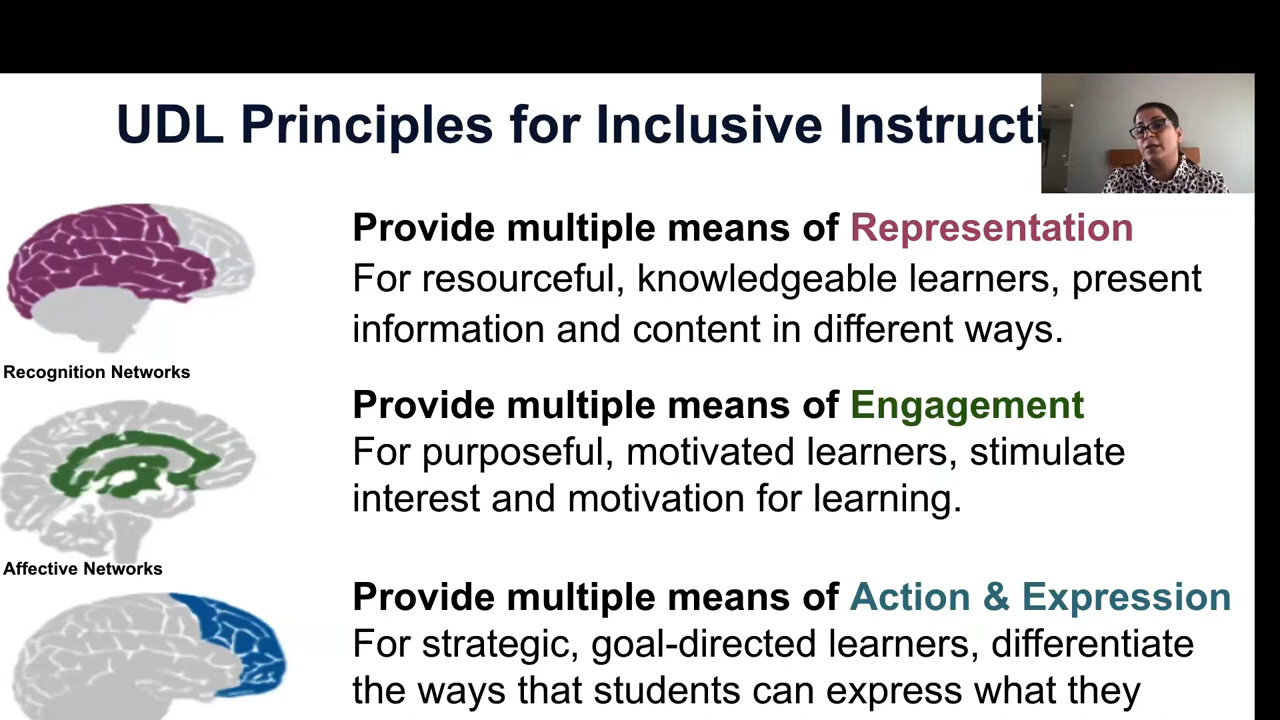 UDL Principles for Inclusive Instructi
Provide multiple means of Representation
For resourceful, knowledgeable learners, present
information and content in different ways.
Recognition Networks
Provide multiple means of Engagement
For purposeful, motivated learners, stimulate
interest and motivation for learning.
Affective Networks
Provide multiple means of Action & Expression
For strategic, goal-directed learners, differentiate
the ways that students can express what they